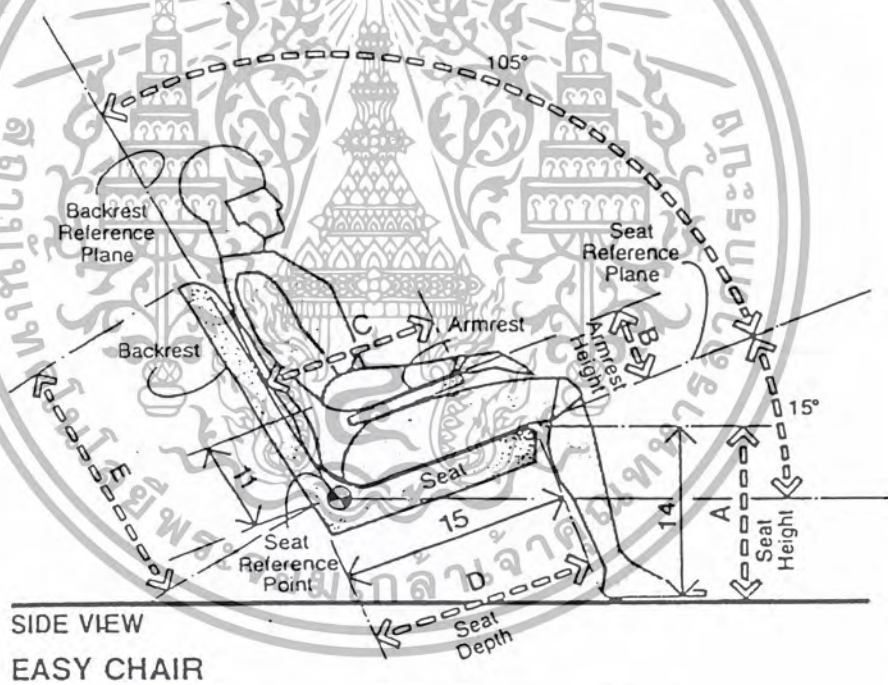 105°
Backrest
Reference
Plane
Seat
Reference
Plane
C
Armrest
B
Armrest
Height
Backrest
15°
E
11
Seat
15
14
A
Seat
Height
Seat
Reference
Point
D
Seat
Depth
SIDE VIEW
EASY CHAIR